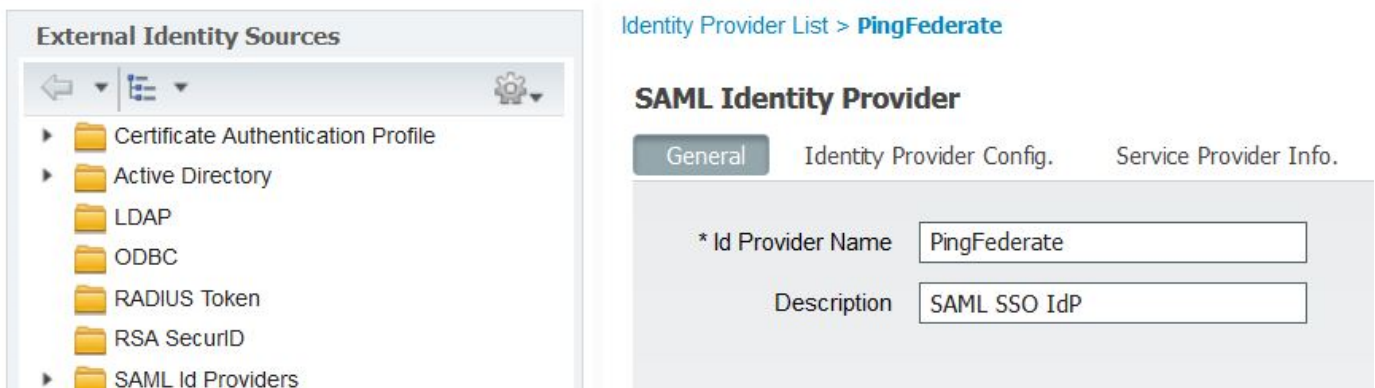 External Identity Sources
Certificate Authentication Profile
Active Directory
LDAP
ODBC
RADIUS Token
RSA SecurID
SAML Id Providers
Identity Provider List > PingFederate
SAML Identity Provider
General Identity Provider Config. Service Provider Info.
* Id Provider Name PingFederate
Description SAML SSO IdP